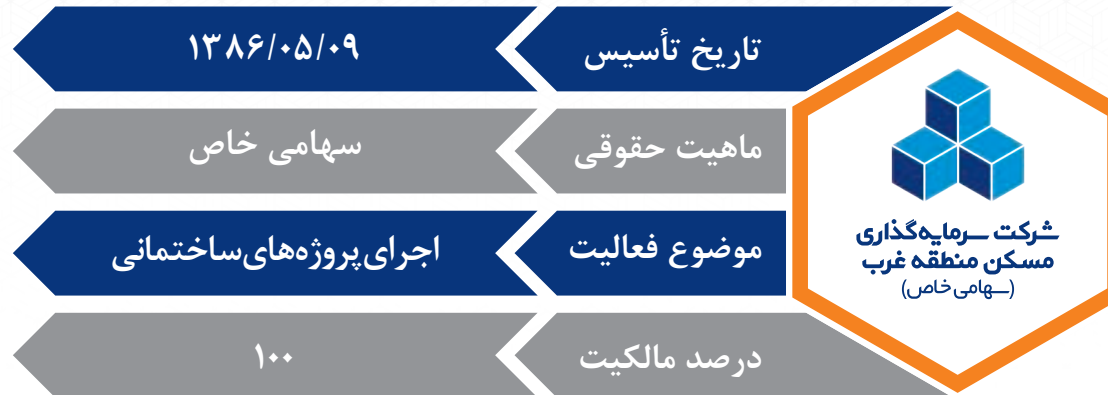 شرکت سرمایه‌گذاری
مسکن منطقه غرب
(سهامی خاص)
تاریخ تأسیس ۱۳۸۶/۰۵/۰۹
ماهیت حقوقی سهامی خاص
موضوع فعالیت اجرای پروژه‌های ساختمانی
درصد مالکیت ۱۰۰